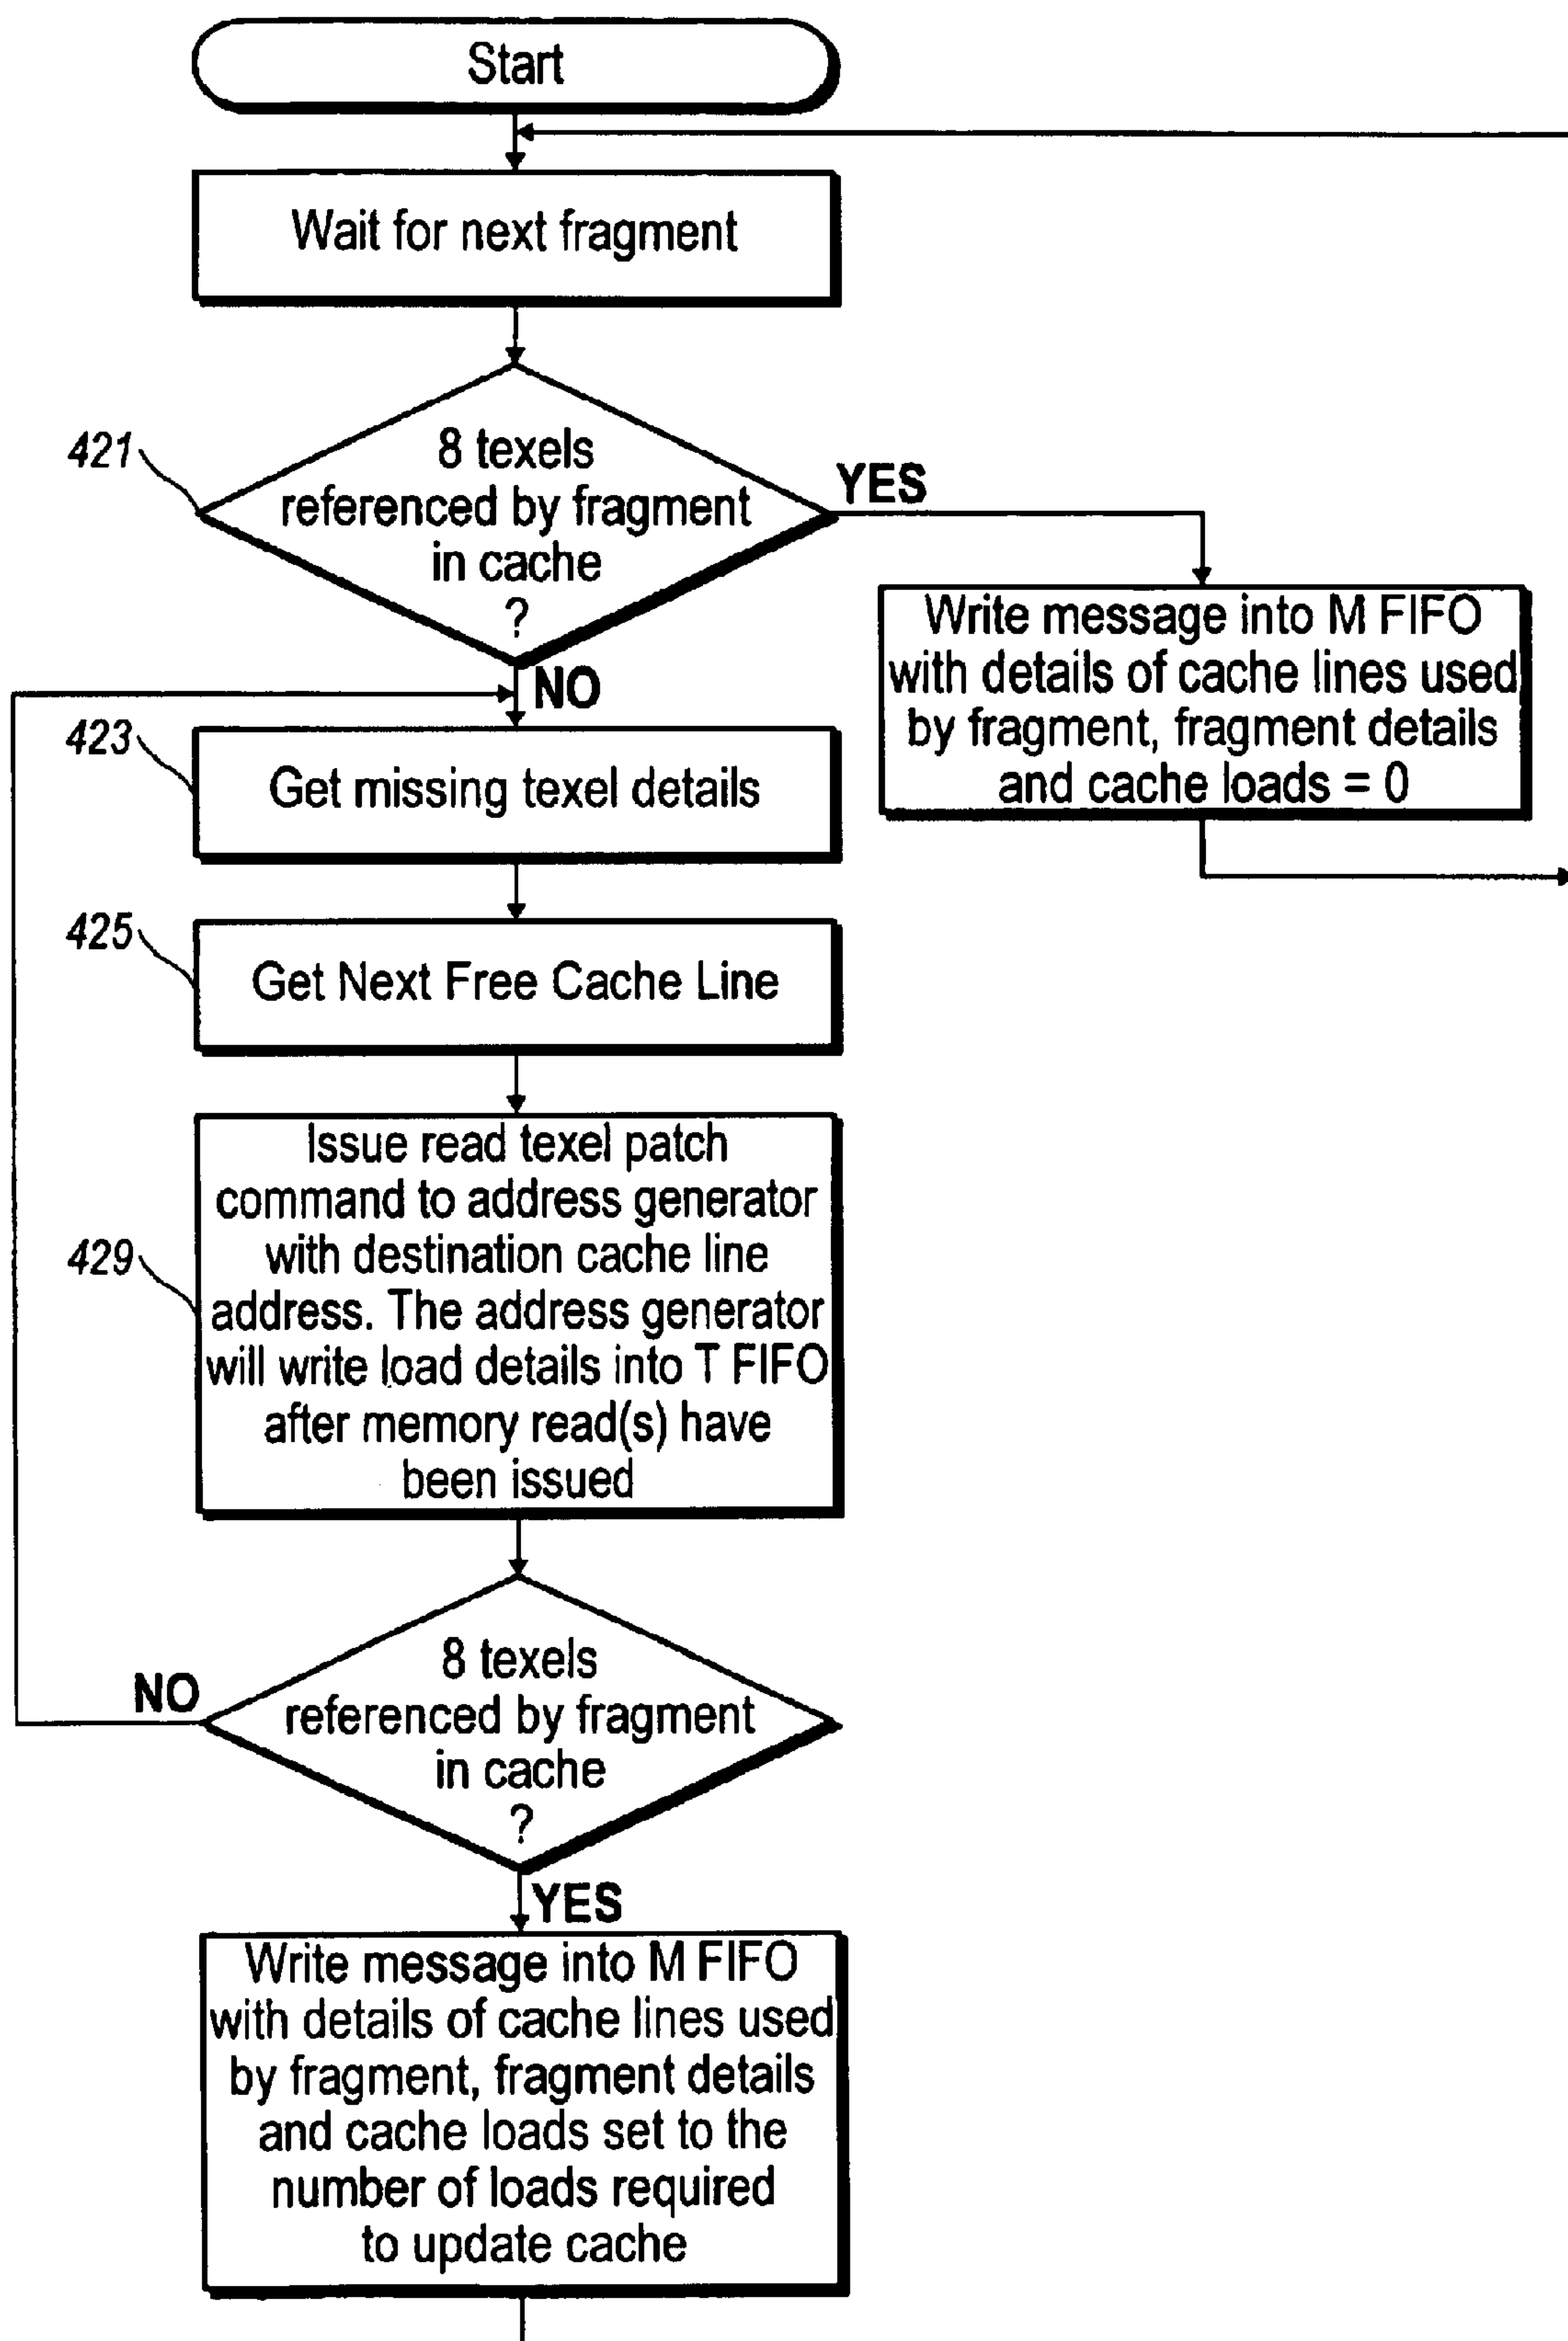 Start
Wait for next fragment
421
8 texels
referenced by fragment
in cache
?
YES
Write message into M FIFO
with details of cache lines used
by fragment, fragment details
and cache loads = 0
NO
423
Get missing texel details
425
Get Next Free Cache Line
429
Issue read texel patch
command to address generator
with destination cache line
address. The address generator
will write load details into T FIFO
after memory read(s) have
been issued
8 texels
referenced by fragment
in cache
?
NO
YES
Write message into M FIFO
with details of cache lines used
by fragment, fragment details
and cache loads set to the
number of loads required
to update cache